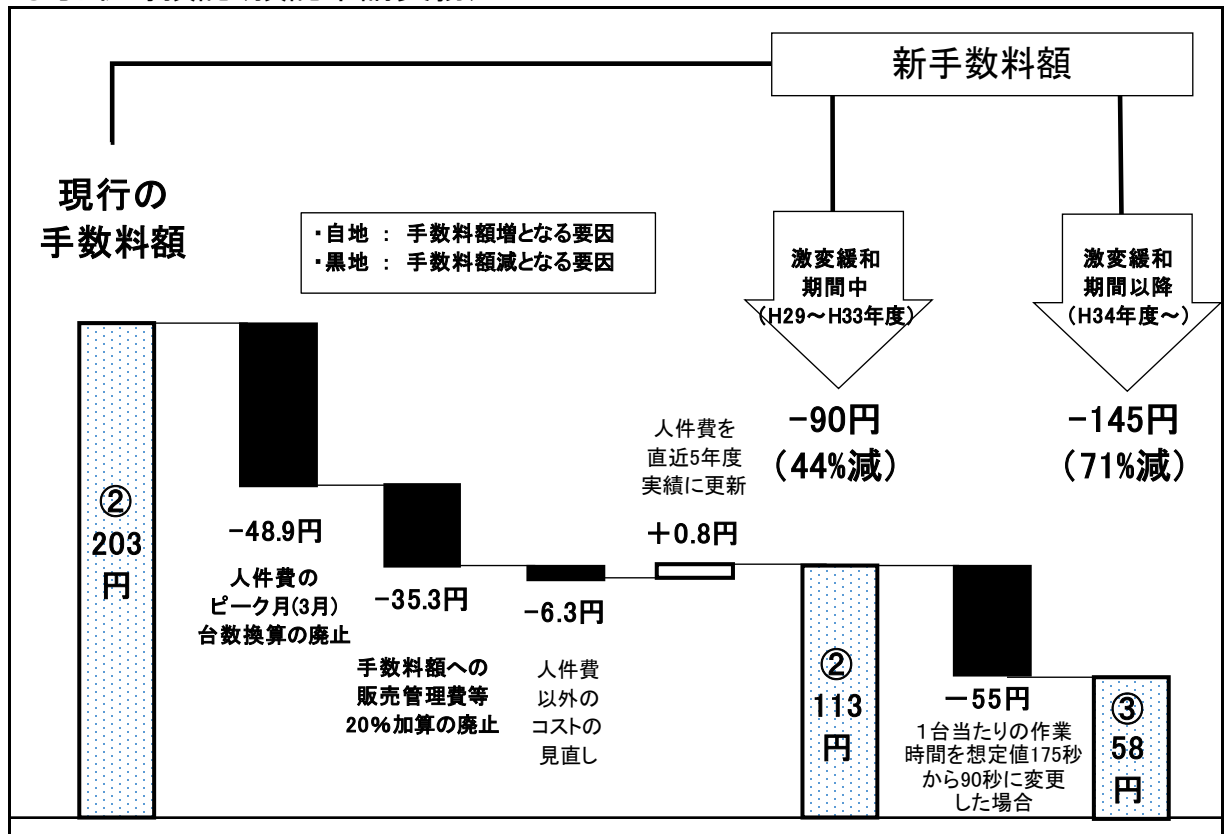 新手数料額
現行の
手数料額
・自地 ： 手数料額増となる要因
・黒地 ： 手数料額減となる要因
激変緩和
期間中
(H29～H33年度)
激変緩和
期間以降
(H34年度～)
-90円
(44%減)
-145円
(71%減)
②
203
円
-48.9円
人件費の
ピーク月(3月)
台数換算の廃止
-35.3円
手数料額への
販売管理費等
20%加算の廃止
-6.3円
人件費
以外の
コストの
見直し
人件費を
直近5年度
実績に更新
＋0.8円
②
113
円
－55円
1台当たりの作業
時間を想定値175秒
から90秒に変更
した場合
③
58
円